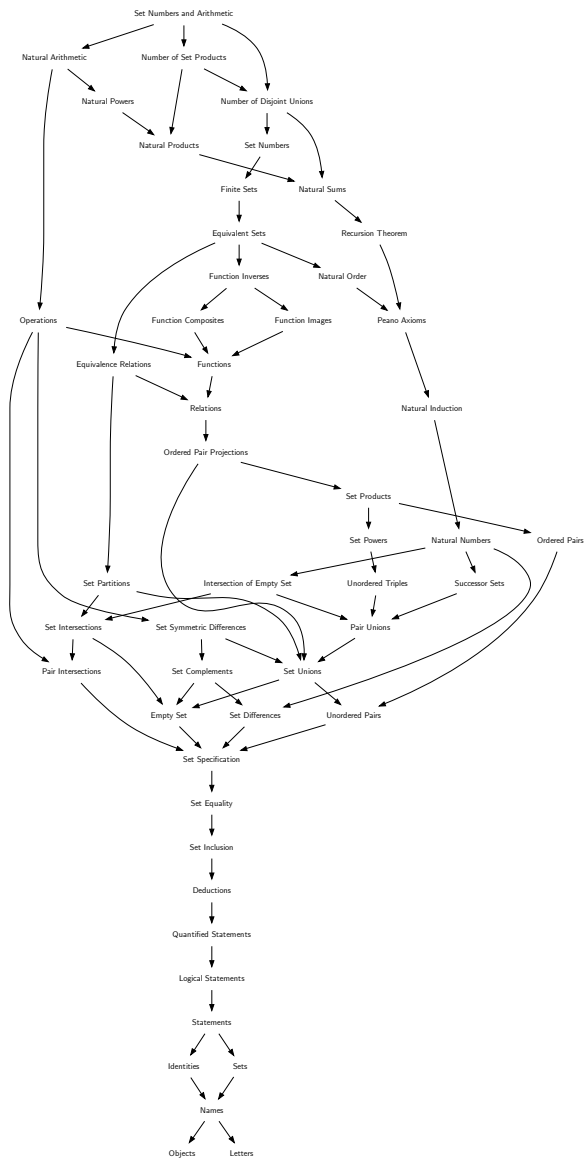 Set Numbers and Arithmetic
Natural Arithmetic
Number of Set Products
Natural Powers
Number of Disjoint Unions
Natural Products
Set Numbers
Finite Sets
Natural Sums
Equivalent Sets
Recursion Theorem
Function Inverses
Natural Order
Operations
Function Composites
Function Images
Peano Axioms
Equivalence Relations
Functions
Relations
Natural Induction
Ordered Pair Projections
Set Products
Set Powers
Natural Numbers
Ordered Pairs
Set Partitions
Intersection of Empty Set
Unordered Triples
Successor Sets
Set Intersections
Set Symmetric Differences
Pair Unions
Pair Intersections
Set Complements
Set Unions
Empty Set
Set Differences
Unordered Pairs
Set Specification
Set Equality
Set Inclusion
Deductions
Quantified Statements
Logical Statements
Statements
Identities
Sets
Names
Objects
Letters